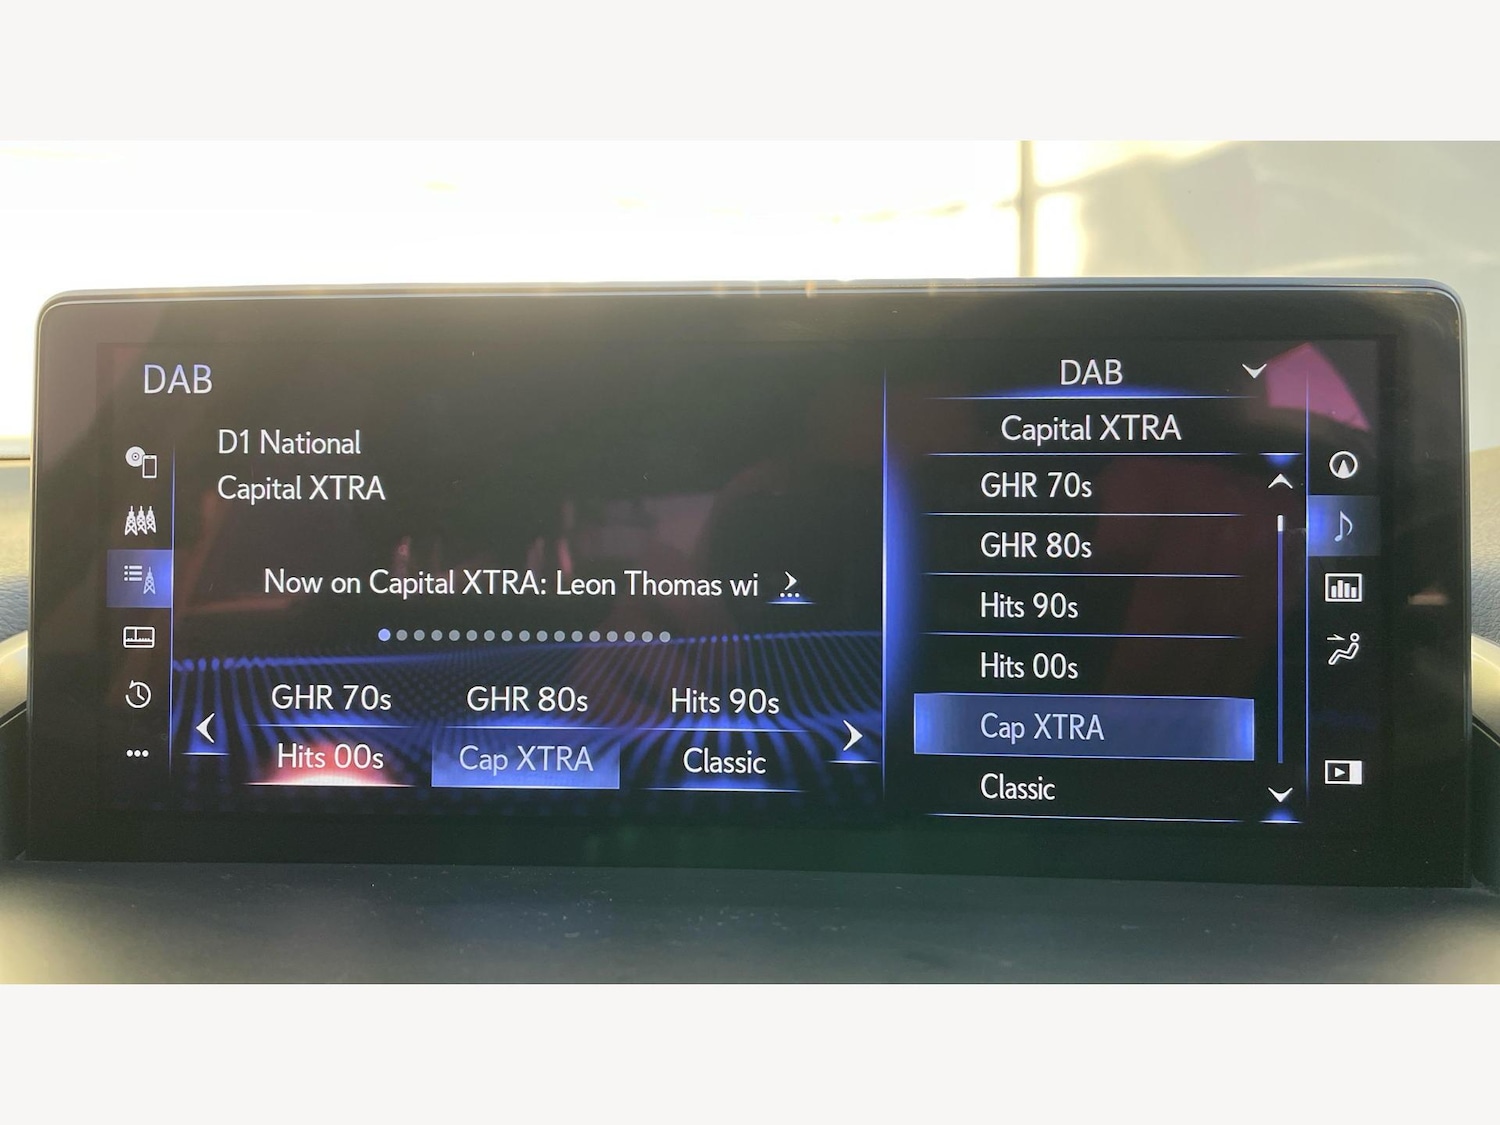 DAB
D1 National
Capital XTRA
Now on Capital XTRA: Leon Thomas wi
GHR 70s GHR 80s Hits 90s
Hits 00s Cap XTRA Classic
DAB
Capital XTRA
GHR 70s
GHR 80s
Hits 90s
Hits 00s
Cap XTRA
Classic